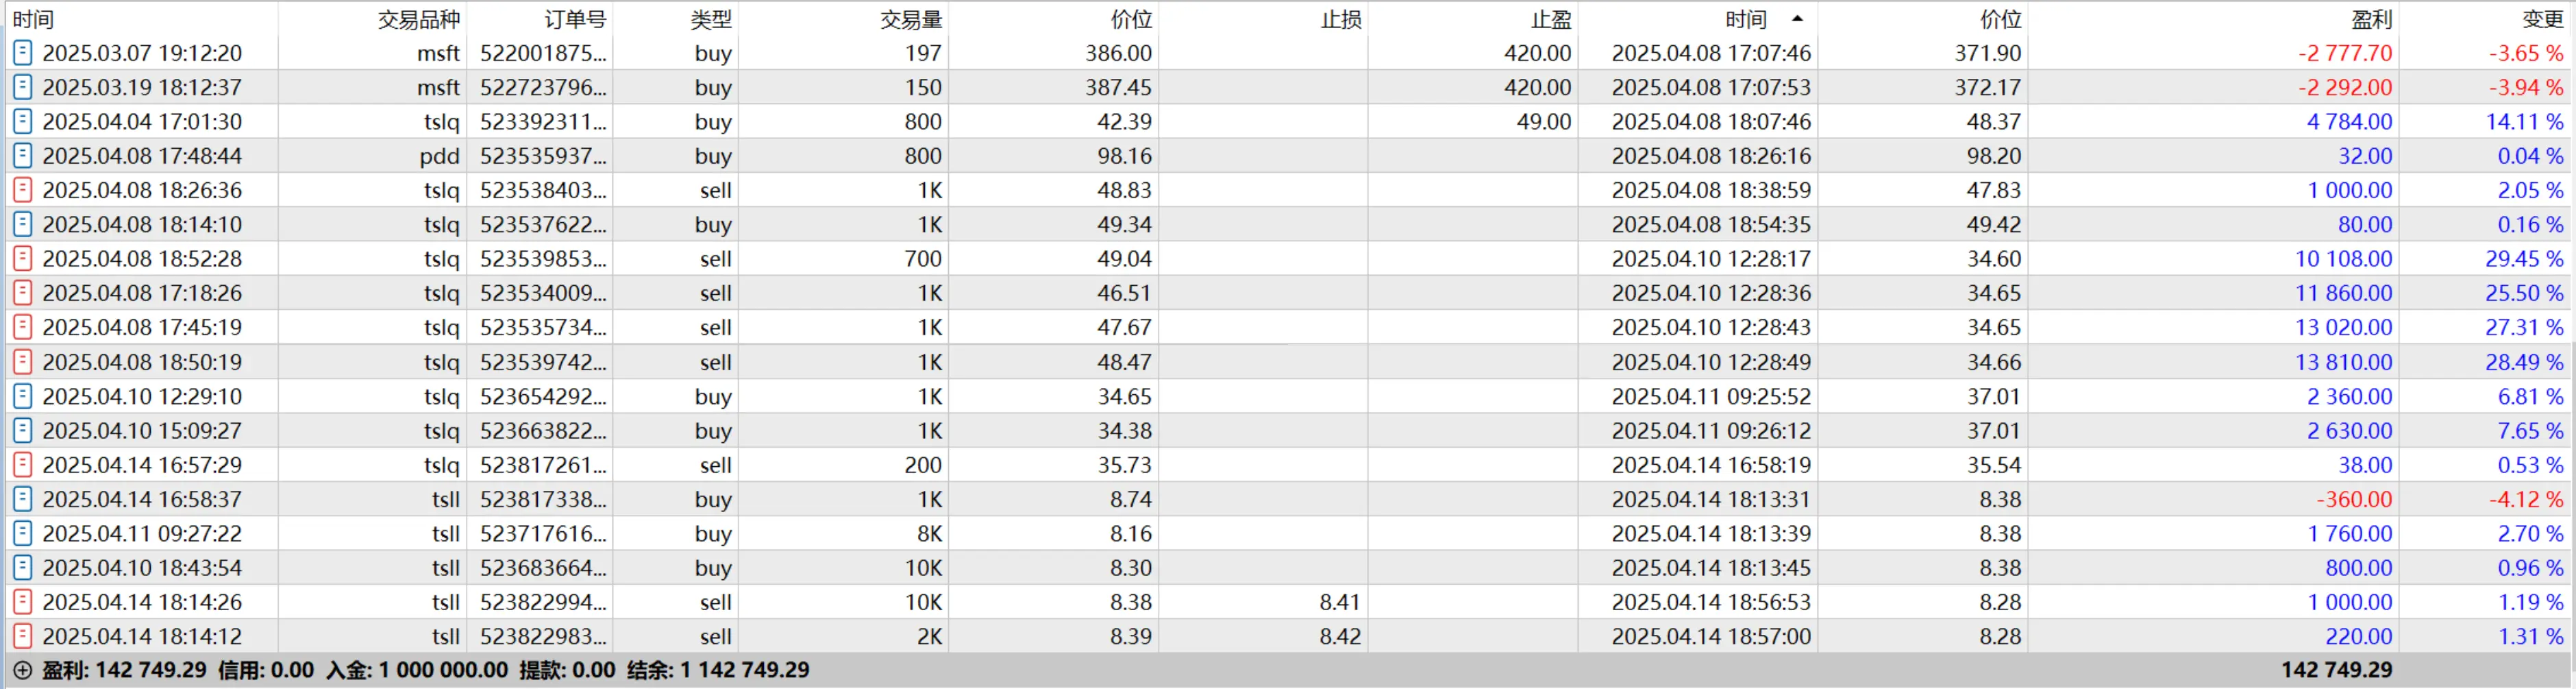 时间 交易品种 订单号 类型 交易量 价位 止损 止盈 时间 价位 盈利 变更
2025.03.07 19:12:20 msft 522001875... buy 197 386.00 420.00 2025.04.08 17:07:46 371.90 -2 777.70 -3.65 %
2025.03.19 18:12:37 msft 522723796... buy 150 387.45 420.00 2025.04.08 17:07:53 372.17 -2 292.00 -3.94 %
2025.04.04 17:01:30 tslq 523392311... buy 800 42.39 49.00 2025.04.08 18:07:46 48.37 4 784.00 14.11 %
2025.04.08 17:48:44 pdd 523535937... buy 800 98.16 2025.04.08 18:26:16 98.20 32.00 0.04 %
2025.04.08 18:26:36 tslq 523538403... sell 1K 48.83 2025.04.08 18:38:59 47.83 1 000.00 2.05 %
2025.04.08 18:14:10 tslq 523537622... buy 1K 49.34 2025.04.08 18:54:35 49.42 80.00 0.16 %
2025.04.08 18:52:28 tslq 523539853... sell 700 49.04 2025.04.10 12:28:17 34.60 10 108.00 29.45 %
2025.04.08 17:18:26 tslq 523534009... sell 1K 46.51 2025.04.10 12:28:36 34.65 11 860.00 25.50 %
2025.04.08 17:45:19 tslq 523535734... sell 1K 47.67 2025.04.10 12:28:43 34.65 13 020.00 27.31 %
2025.04.08 18:50:19 tslq 523539742... sell 1K 48.47 2025.04.10 12:28:49 34.66 13 810.00 28.49 %
2025.04.10 12:29:10 tslq 523654292... buy 1K 34.65 2025.04.11 09:25:52 37.01 2 360.00 6.81 %
2025.04.10 15:09:27 tslq 523663822... buy 1K 34.38 2025.04.11 09:26:12 37.01 2 630.00 7.65 %
2025.04.14 16:57:29 tslq 523817261... sell 200 35.73 2025.04.14 16:58:19 35.54 38.00 0.53 %
2025.04.14 16:58:37 tsll 523817338... buy 1K 8.74 2025.04.14 18:13:31 8.38 -360.00 -4.12 %
2025.04.11 09:27:22 tsll 523717616... buy 8K 8.16 2025.04.14 18:13:39 8.38 1 760.00 2.70 %
2025.04.10 18:43:54 tsll 523683664... buy 10K 8.30 2025.04.14 18:13:45 8.38 800.00 0.96 %
2025.04.14 18:14:26 tsll 523822994... sell 10K 8.38 8.41 2025.04.14 18:56:53 8.28 1 000.00 1.19 %
2025.04.14 18:14:12 tsll 523822983... sell 2K 8.39 8.42 2025.04.14 18:57:00 8.28 220.00 1.31 %
盈利: 142 749.29 信用: 0.00 入金: 1 000 000.00 提款: 0.00 结余: 1 142 749.29 142 749.29